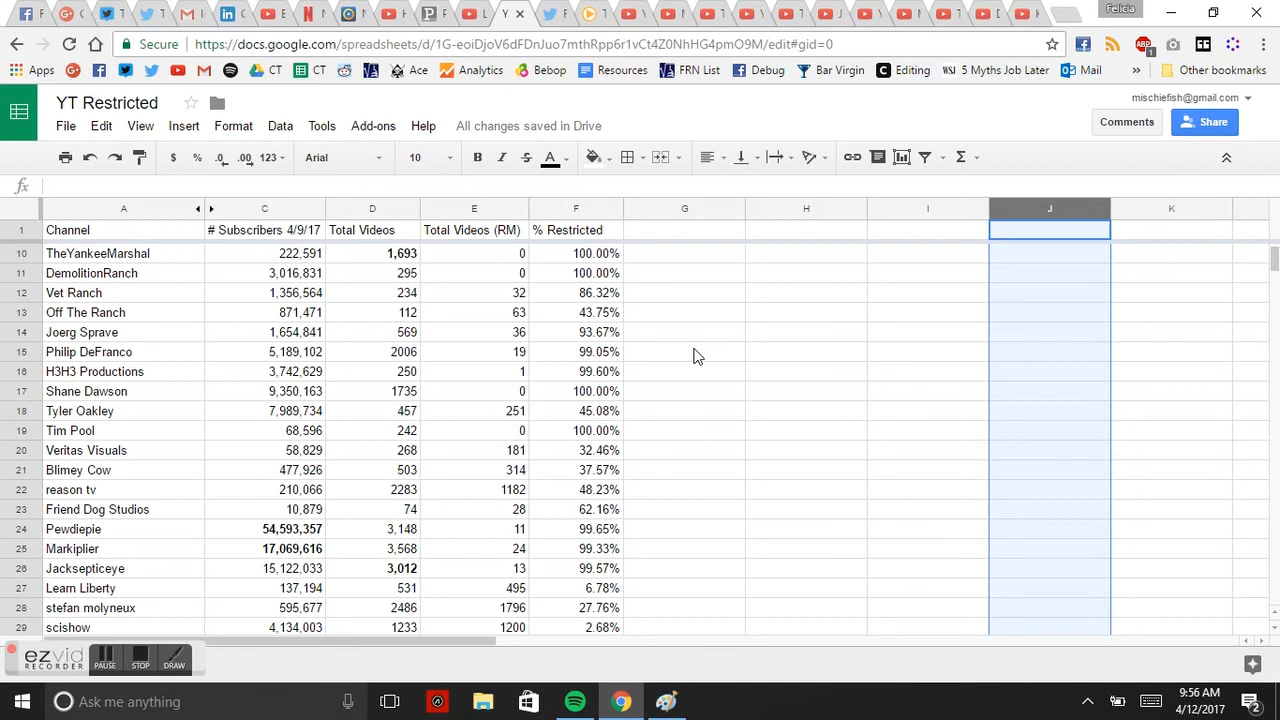 Felicia
Secure https://docs.google.com/spreadsheets/d/1G-eoiDjoV6dFDnJuo7mthRpp6r1vCt4Z0NhHG4pmO9M/edit#gid=0
Apps CT CT Ace Analytics Bebop Resources FRN List Debug Bar Virgin Editing WSJ 5 Myths Job Later Mail Other bookmarks
YT Restricted
mischiefish@gmail.com
File Edit View Insert Format Data Tools Add-ons Help All changes saved in Drive
Comments Share
$ % .0 .00 123 Arial 10 B I S A
fx
A C D E F G H I J K
1 Channel # Subscribers 4/9/17 Total Videos Total Videos (RM) % Restricted
10 TheYankeeMarshal 222,591 1,693 0 100.00%
11 DemolitionRanch 3,016,831 295 0 100.00%
12 Vet Ranch 1,356,564 234 32 86.32%
13 Off The Ranch 871,471 112 63 43.75%
14 Joerg Sprave 1,654,841 569 36 93.67%
15 Philip DeFranco 5,189,102 2006 19 99.05%
16 H3H3 Productions 3,742,629 250 1 99.60%
17 Shane Dawson 9,350,163 1735 0 100.00%
18 Tyler Oakley 7,989,734 457 251 45.08%
19 Tim Pool 68,596 242 0 100.00%
20 Veritas Visuals 58,829 268 181 32.46%
21 Blimey Cow 477,926 503 314 37.57%
22 reason tv 210,066 2283 1182 48.23%
23 Friend Dog Studios 10,879 74 28 62.16%
24 Pewdiepie 54,593,357 3,148 11 99.65%
25 Markiplier 17,069,616 3,568 24 99.33%
26 Jacksepticeye 15,122,033 3,012 13 99.57%
27 Learn Liberty 137,194 531 495 6.78%
28 stefan molyneux 595,677 2486 1796 27.76%
29 scishow 4,134,003 1233 1200 2.68%
ezvid
RECORDER
PAUSE STOP DRAW
Ask me anything
9:56 AM
4/12/2017
2